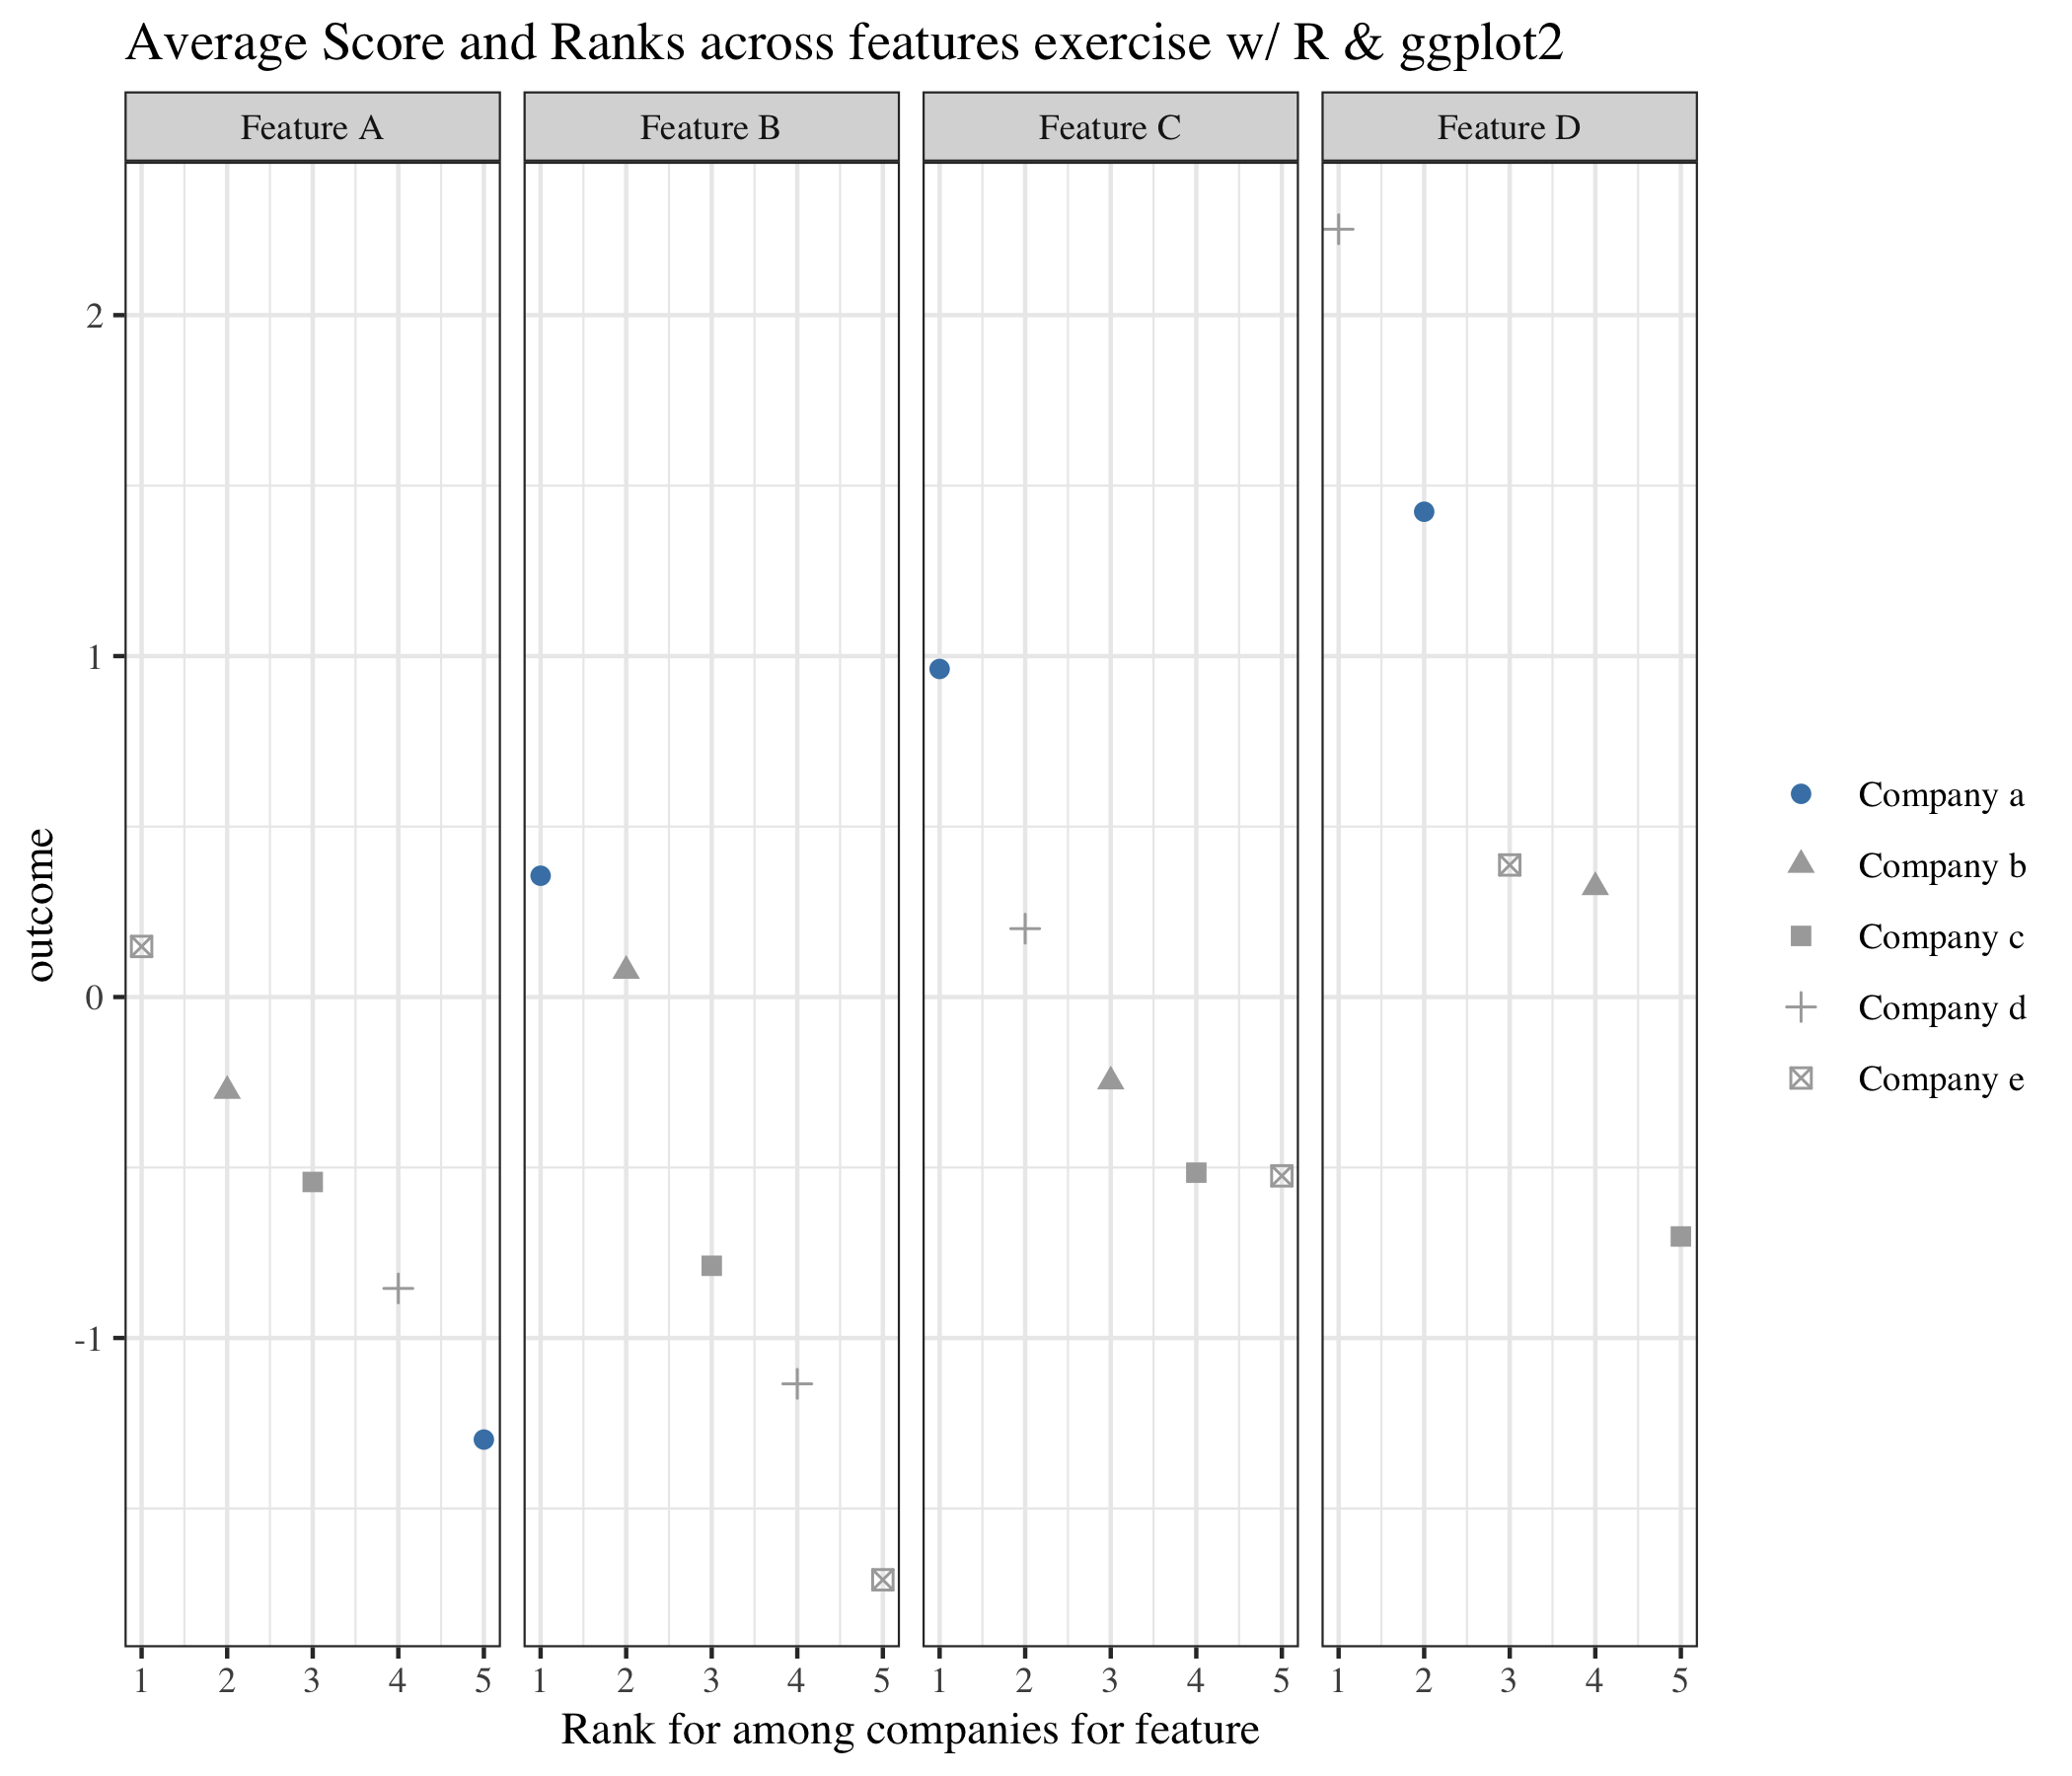 Average Score and Ranks across features exercise w/ R & ggplot2
Feature A Feature B Feature C Feature D
2
1
0
-1
outcome
1 2 3 4 5 1 2 3 4 5 1 2 3 4 5 1 2 3 4 5
Rank for among companies for feature
Company a
Company b
Company c
Company d
Company e